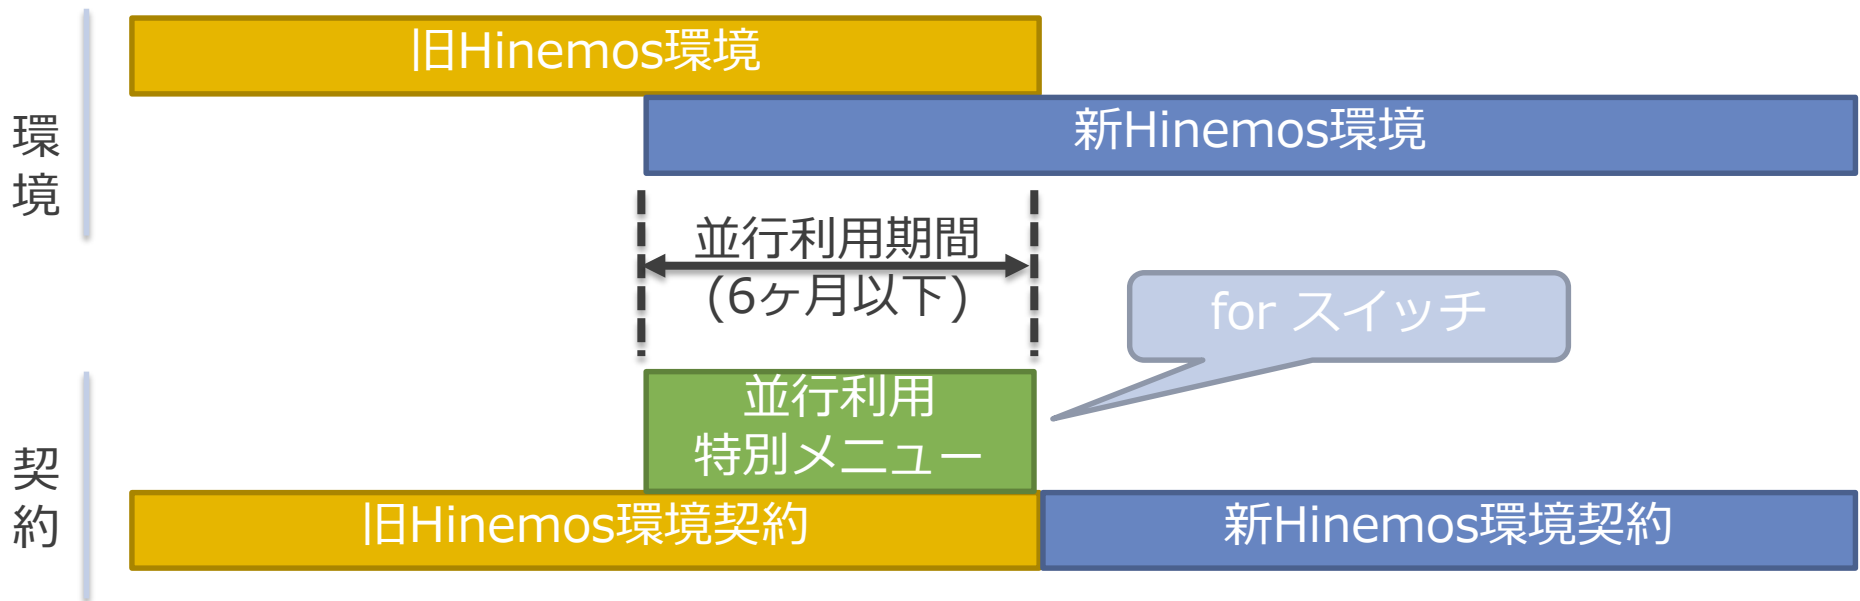 旧Hinemos環境
新Hinemos環境
環
境
並行利用期間
(6ヶ月以下)
for スイッチ
並行利用
特別メニュー
契
約
旧Hinemos環境契約
新Hinemos環境契約